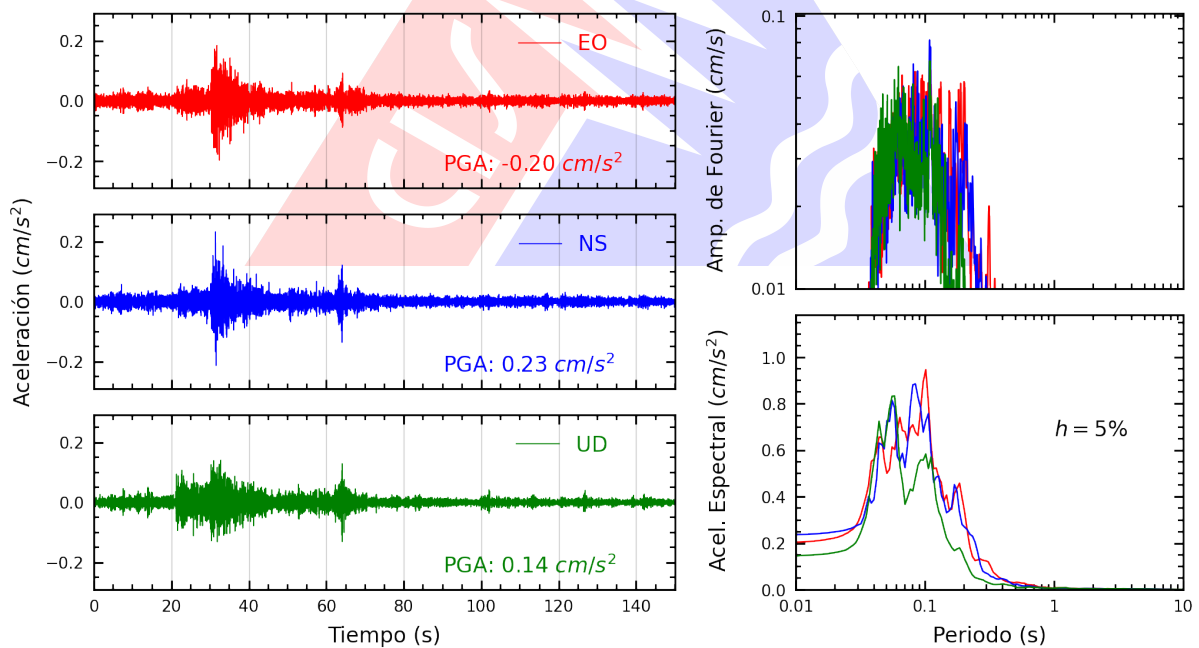 Aceleración (cm/s²)
0.2
0.0
−0.2
EO
PGA: -0.20 cm/s²
0.2
0.0
−0.2
NS
PGA: 0.23 cm/s²
0.2
0.0
−0.2
UD
PGA: 0.14 cm/s²
0 20 40 60 80 100 120 140
Tiempo (s)
Amp. de Fourier (cm/s)
0.1
0.01
Acel. Espectral (cm/s²)
1.0
0.8
0.6
0.4
0.2
0.0
h = 5%
0.01 0.1 1 10
Periodo (s)